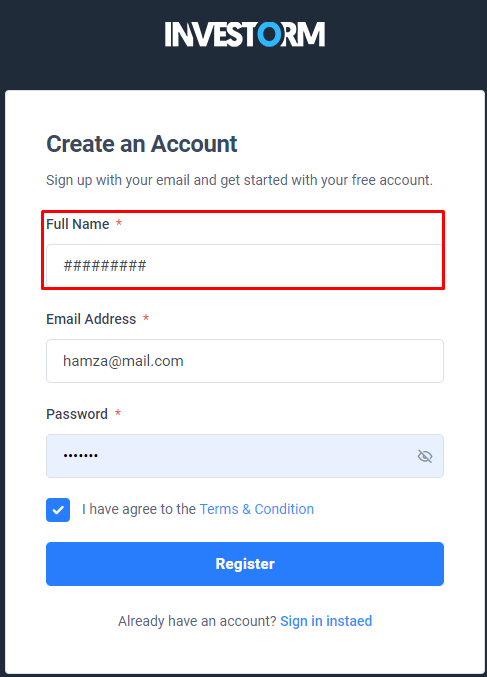 INVESTORM
Create an Account
Sign up with your email and get started with your free account.
Full Name *
#########
Email Address *
hamza@mail.com
Password *
•••••••
I have agree to the Terms & Condition
Register
Already have an account? Sign in instaed